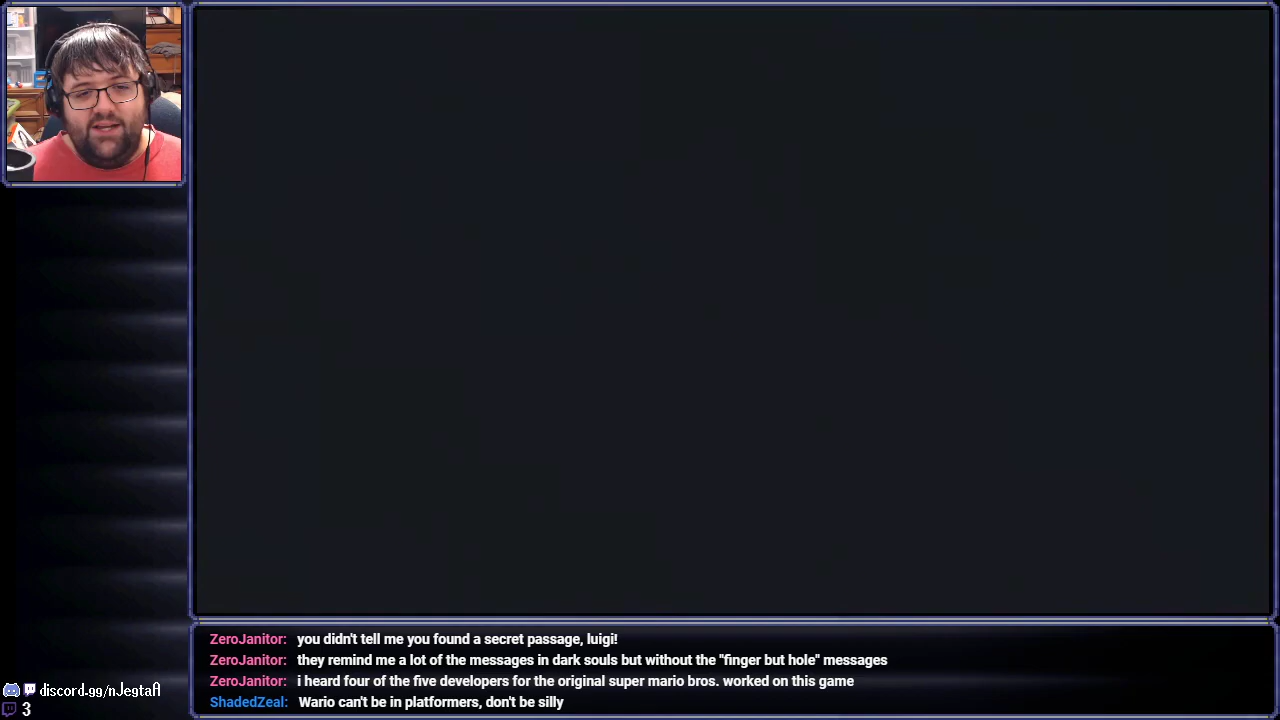 ZeroJanitor: you didn't tell me you found a secret passage, luigi!
ZeroJanitor: they remind me a lot of the messages in dark souls but without the "finger but hole" messages
ZeroJanitor: i heard four of the five developers for the original super mario bros. worked on this game
ShadedZeal: Wario can't be in platformers, don't be silly
discord.gg/nJegtaA
3